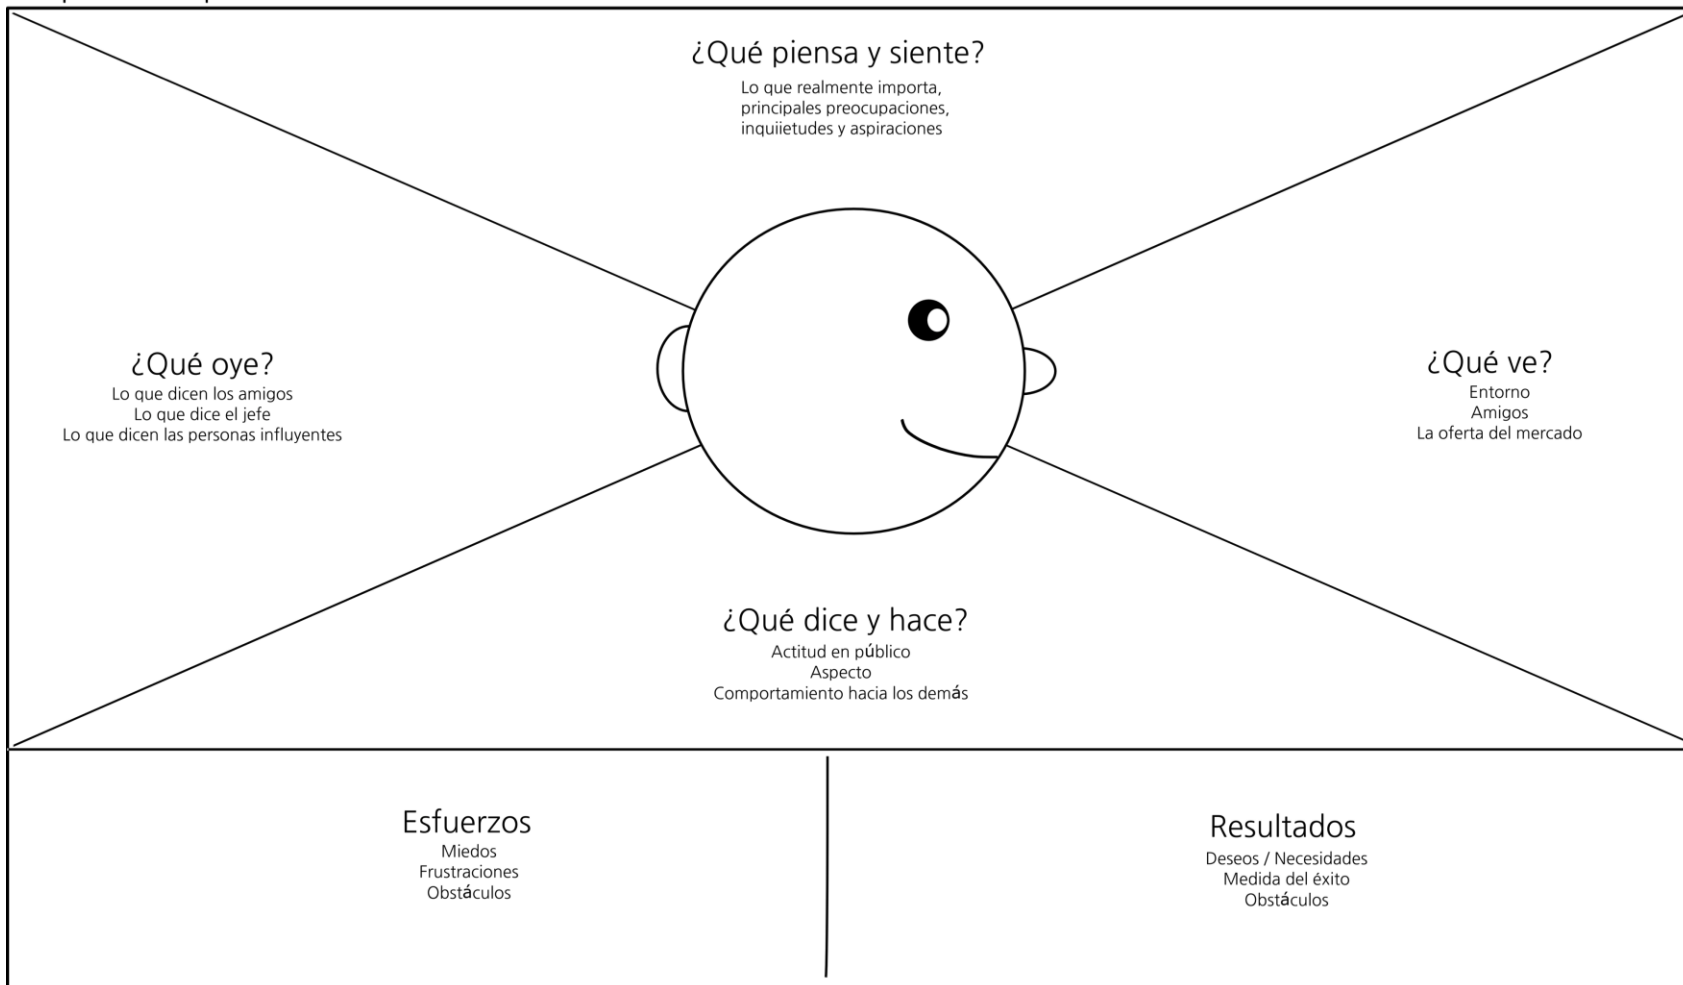 ¿Qué piensa y siente?
Lo que realmente importa,
principales preocupaciones,
inquiietudes y aspiraciones
¿Qué oye?
Lo que dicen los amigos
Lo que dice el jefe
Lo que dicen las personas influyentes
¿Qué ve?
Entorno
Amigos
La oferta del mercado
¿Qué dice y hace?
Actitud en público
Aspecto
Comportamiento hacia los demás
Esfuerzos
Miedos
Frustraciones
Obstáculos
Resultados
Deseos / Necesidades
Medida del éxito
Obstáculos